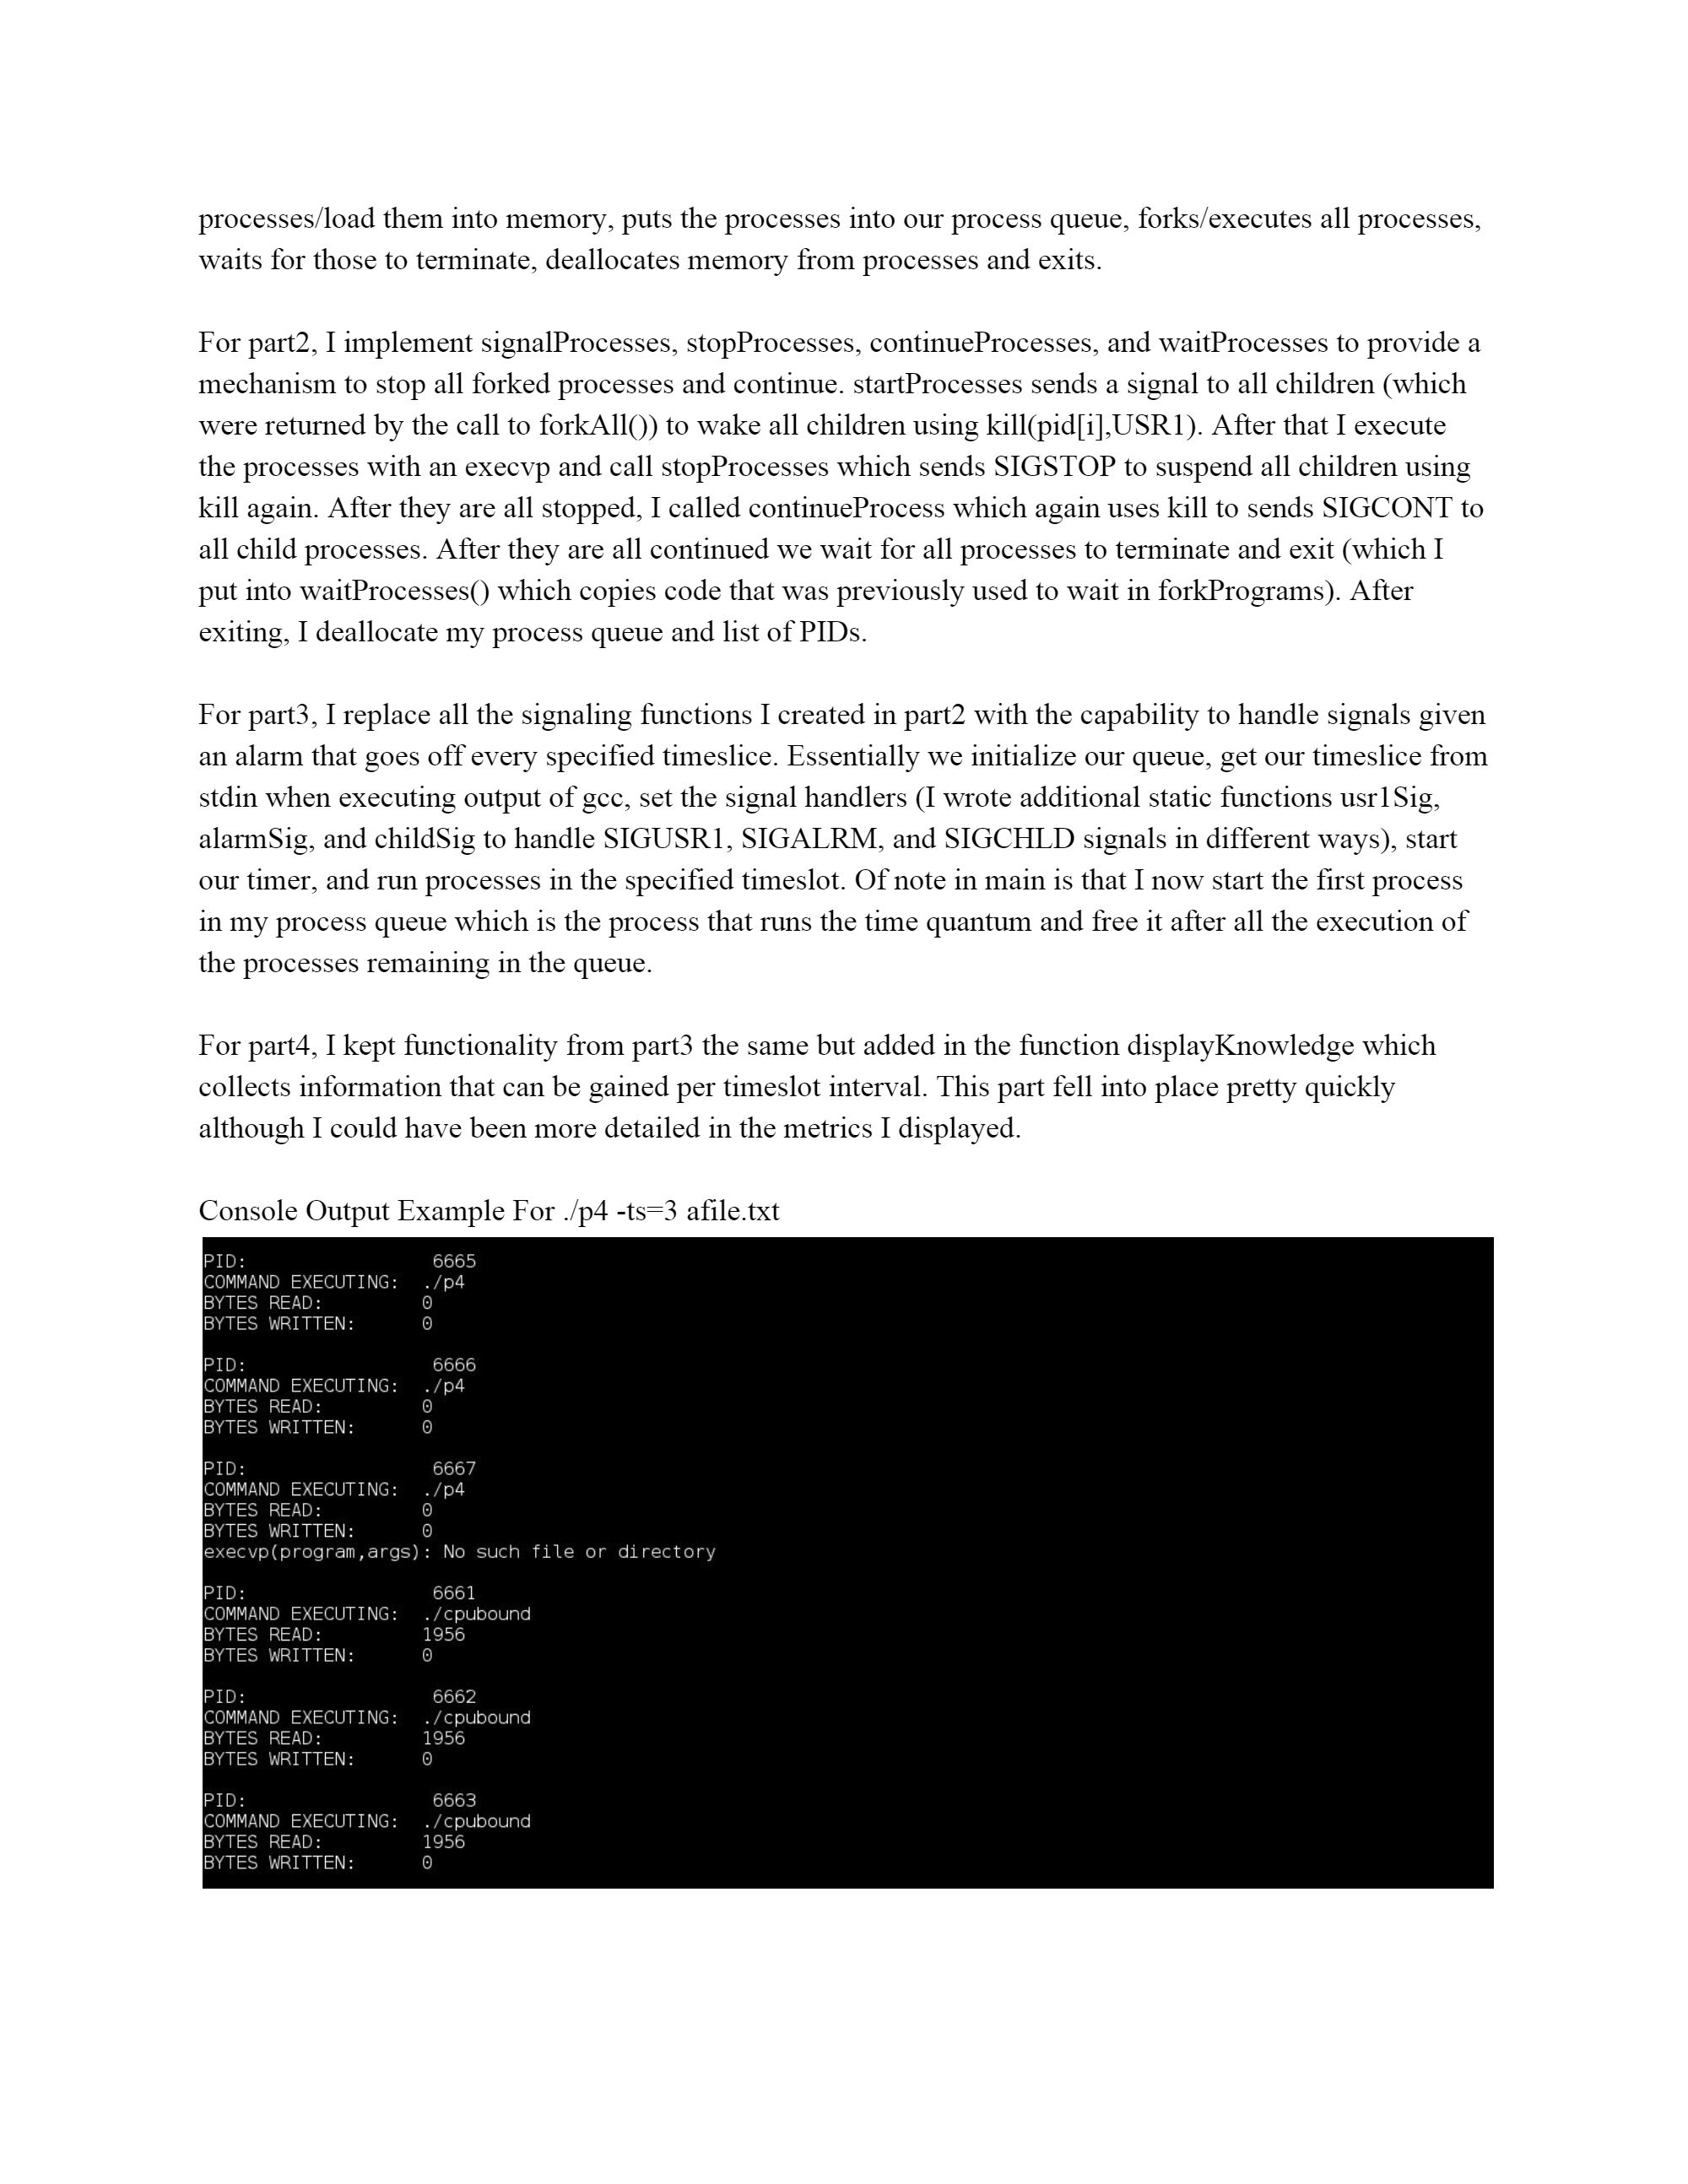 processes/load them into memory, puts the processes into our process queue, forks/executes all processes,
waits for those to terminate, deallocates memory from processes and exits.
For part2, I implement signalProcesses, stopProcesses, continueProcesses, and waitProcesses to provide a
mechanism to stop all forked processes and continue. startProcesses sends a signal to all children (which
were returned by the call to forkAll()) to wake all children using kill(pid[i],USR1). After that I execute
the processes with an execvp and call stopProcesses which sends SIGSTOP to suspend all children using
kill again. After they are all stopped, I called continueProcess which again uses kill to sends SIGCONT to
all child processes. After they are all continued we wait for all processes to terminate and exit (which I
put into waitProcesses() which copies code that was previously used to wait in forkPrograms). After
exiting, I deallocate my process queue and list of PIDs.
For part3, I replace all the signaling functions I created in part2 with the capability to handle signals given
an alarm that goes off every specified timeslice. Essentially we initialize our queue, get our timeslice from
stdin when executing output of gcc, set the signal handlers (I wrote additional static functions usr1Sig,
alarmSig, and childSig to handle SIGUSR1, SIGALRM, and SIGCHLD signals in different ways), start
our timer, and run processes in the specified timeslot. Of note in main is that I now start the first process
in my process queue which is the process that runs the time quantum and free it after all the execution of
the processes remaining in the queue.
For part4, I kept functionality from part3 the same but added in the function displayKnowledge which
collects information that can be gained per timeslot interval. This part fell into place pretty quickly
although I could have been more detailed in the metrics I displayed.
Console Output Example For ./p4 -ts=3 afile.txt
PID: 6665
COMMAND EXECUTING: ./p4
BYTES READ: 0
BYTES WRITTEN: 0
PID: 6666
COMMAND EXECUTING: ./p4
BYTES READ: 0
BYTES WRITTEN: 0
PID: 6667
COMMAND EXECUTING: ./p4
BYTES READ: 0
BYTES WRITTEN: 0
execvp(program,args): No such file or directory
PID: 6661
COMMAND EXECUTING: ./cpubound
BYTES READ: 1956
BYTES WRITTEN: 0
PID: 6662
COMMAND EXECUTING: ./cpubound
BYTES READ: 1956
BYTES WRITTEN: 0
PID: 6663
COMMAND EXECUTING: ./cpubound
BYTES READ: 1956
BYTES WRITTEN: 0